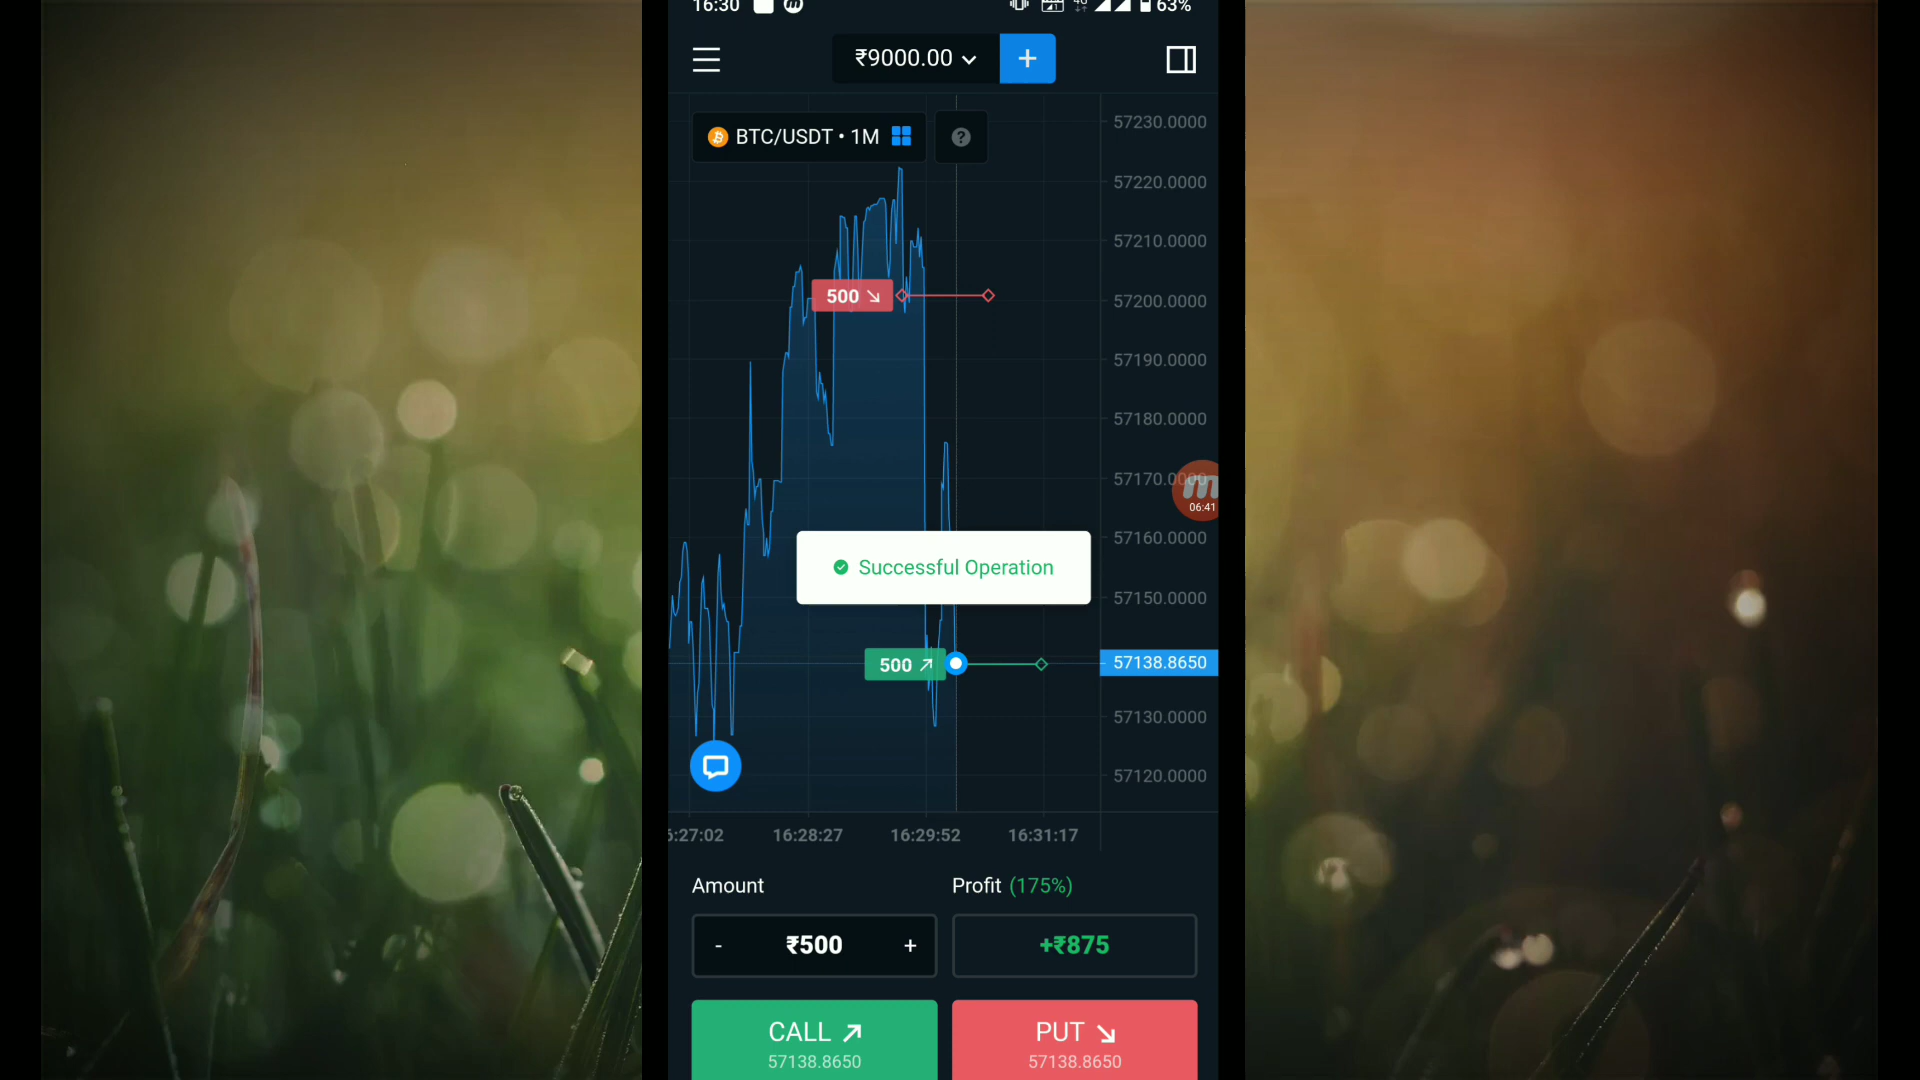 16:30 63%
₹9000.00 +
BTC/USDT • 1M ?
57230.0000
57220.0000
57210.0000
500
57200.0000
57190.0000
57180.0000
57170.0000
06:41
57160.0000
Successful Operation
57150.0000
500
57138.8650
57130.0000
57120.0000
6:27:02 16:28:27 16:29:52 16:31:17
Amount
Profit (175%)
- ₹500 +
+₹875
CALL
57138.8650
PUT
57138.8650